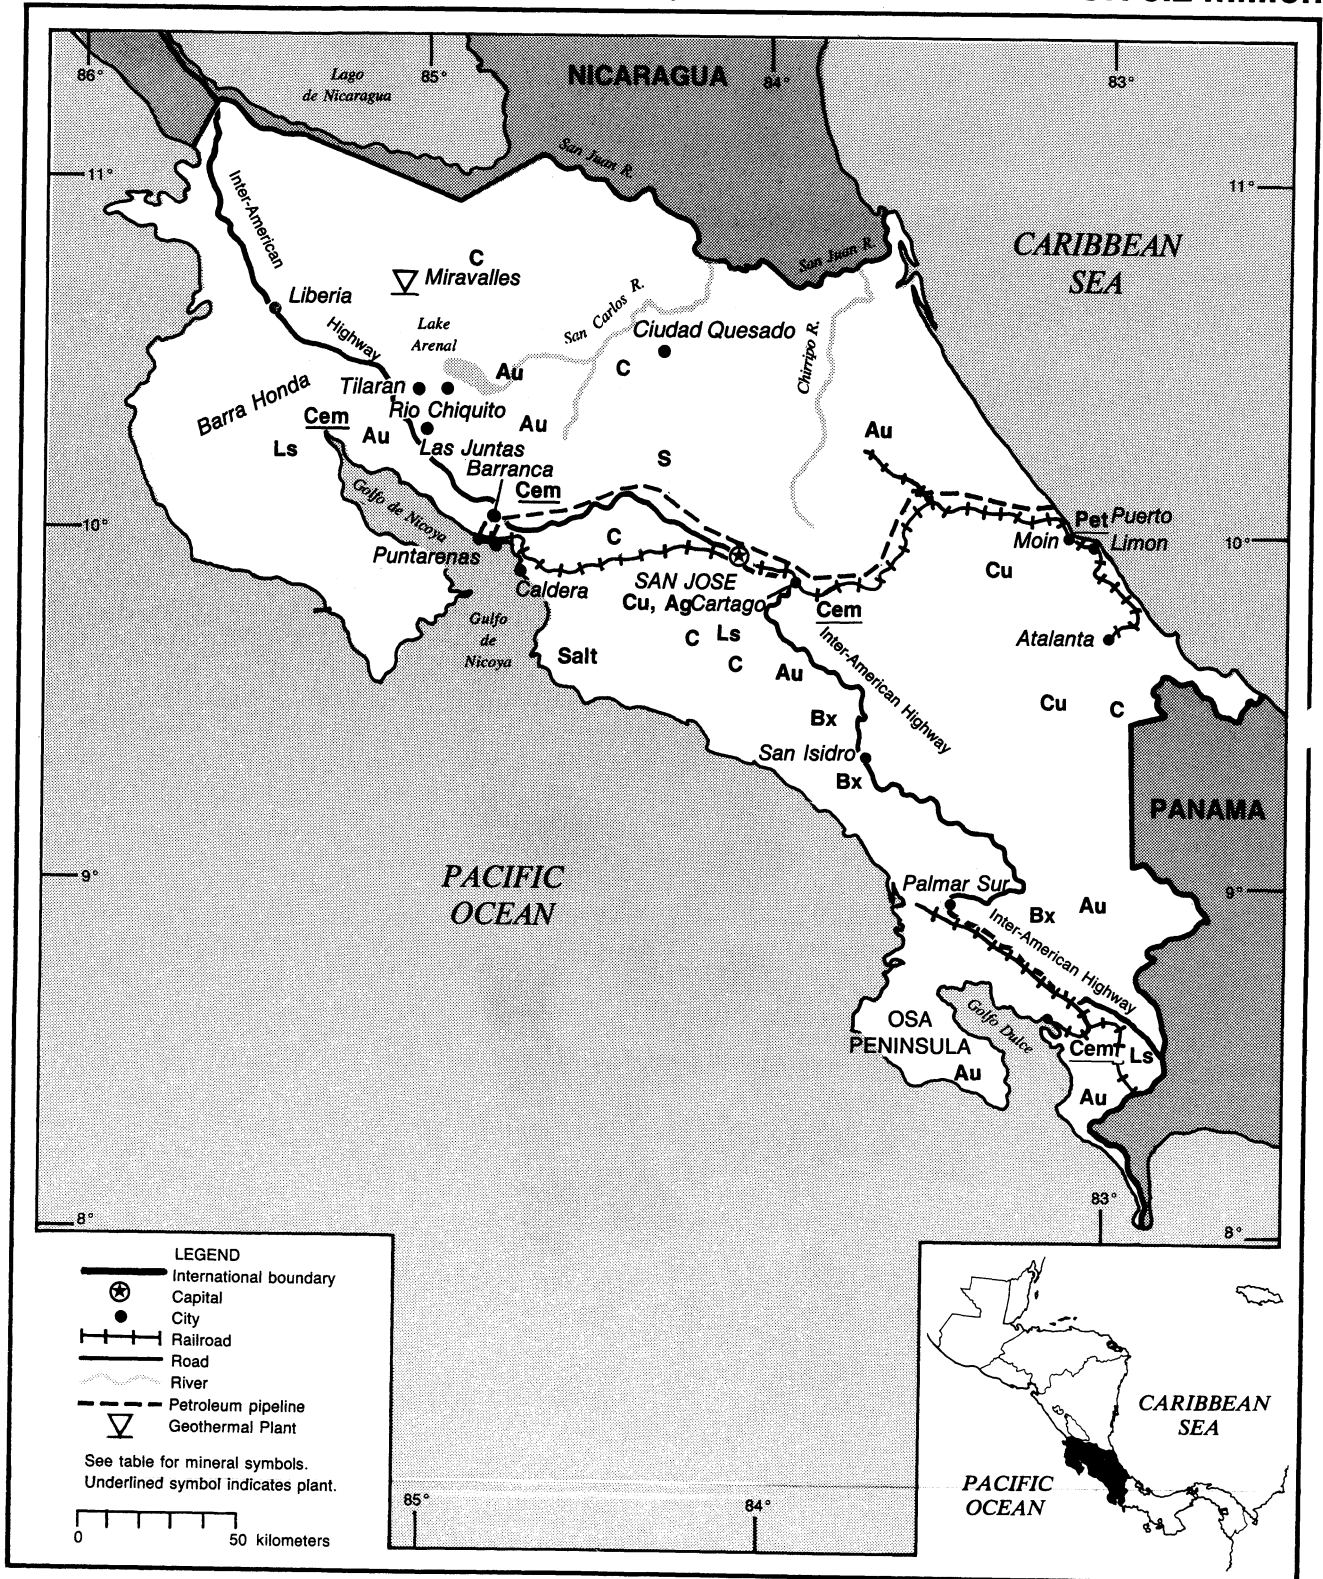 86°
85°
84°
83°
Lago
de Nicaragua
NICARAGUA
San Juan R.
11°
11°
Inter-American
CARIBBEAN
SEA
San Juan R.
C
Miravalles
Liberia
Highway
Lake
Arenal
San Carlos R.
Ciudad Quesado
Chirripo R.
C
Au
Tilaran
Rio Chiquito
Barra Honda
Cem
Au
Ls
Au
Au
Las Juntas
Barranca
S
Cem
Golfo de Nicoya
10°
10°
Pet
Puerto
Limon
Moin
C
Puntarenas
Caldera
SAN JOSE
Cu, Ag
Cartago
Cem
Cu
Gulfo
de
Nicoya
Salt
C
Ls
C
Au
Inter-American Highway
Atalanta
Cu
C
Bx
San Isidro
Bx
PANAMA
PACIFIC
OCEAN
9°
9°
Palmar Sur
Bx
Au
Inter-American Highway
OSA
PENINSULA
Golfo Dulce
Au
Cem
Ls
Au
83°
8°
8°
LEGEND
International boundary
Capital
City
Railroad
Road
River
Petroleum pipeline
Geothermal Plant
See table for mineral symbols.
Underlined symbol indicates plant.
0
50 kilometers
85°
84°
CARIBBEAN
SEA
PACIFIC
OCEAN